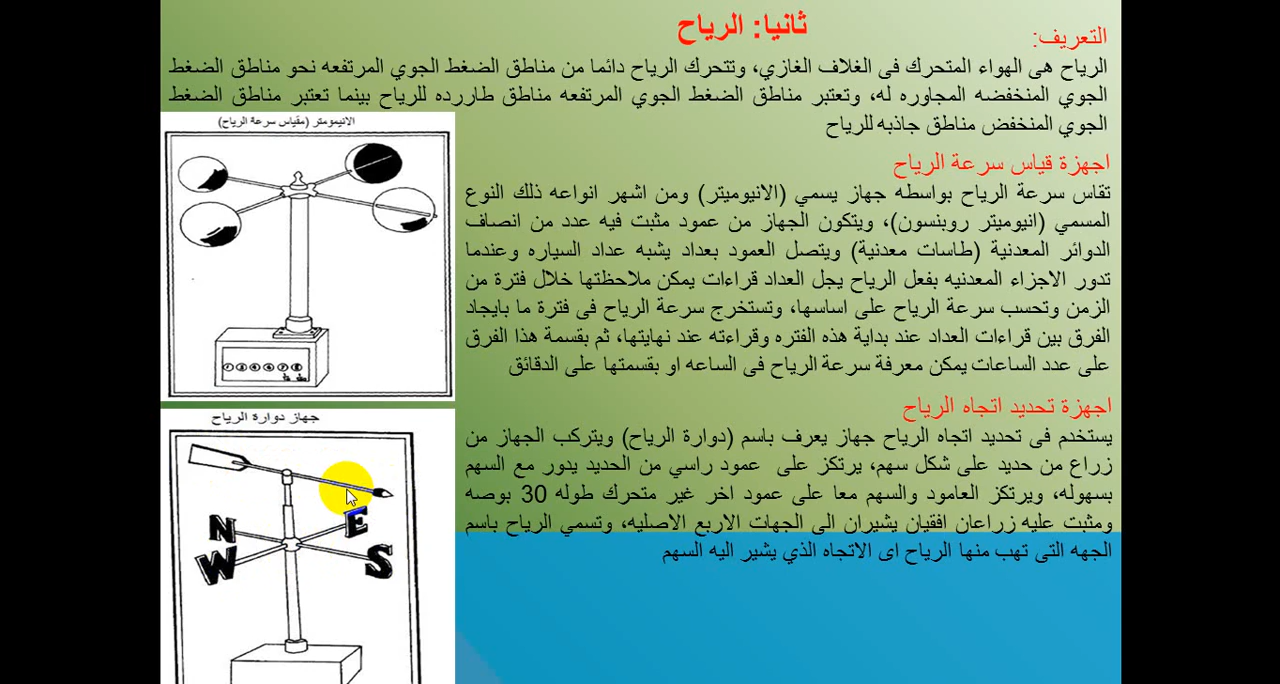 ثانيا: الرياح
التعريف:
الرياح هى الهواء المتحرك فى الغلاف الغازي، وتتحرك الرياح دائما من مناطق الضغط الجوي المرتفعه نحو مناطق الضغط
الجوي المنخفضه المجاوره له، وتعتبر مناطق الضغط الجوي المرتفعه مناطق طاررده للرياح بينما تعتبر مناطق الضغط
الجوي المنخفض مناطق جاذبه للرياح
اجهزة قياس سرعة الرياح
تقاس سرعة الرياح بواسطه جهاز يسمي (الانيوميتر) ومن اشهر انواعه ذلك النوع
المسمي (انيوميتر روبنسون)، ويتكون الجهاز من عمود مثبت فيه عدد من انصاف
الدوائر المعدنية (طاسات معدنية) ويتصل العمود بعداد يشبه عداد السياره وعندما
تدور الاجزاء المعدنيه بفعل الرياح يجل العداد قراءات يمكن ملاحظتها خلال فترة من
الزمن وتحسب سرعة الرياح على اساسها، وتستخرج سرعة الرياح فى فترة ما بايجاد
الفرق بين قراءات العداد عند بداية هذه الفتره وقراءته عند نهايتها، ثم بقسمة هذا الفرق
على عدد الساعات يمكن معرفة سرعة الرياح فى الساعه او بقسمتها على الدقائق
اجهزة تحديد اتجاه الرياح
يستخدم فى تحديد اتجاه الرياح جهاز يعرف باسم (دوارة الرياح) ويتركب الجهاز من
زراع من حديد على شكل سهم، يرتكز على عمود راسي من الحديد يدور مع السهم
بسهوله، ويرتكز العامود والسهم معا على عمود اخر غير متحرك طوله 30 بوصه
ومثبت عليه زراعان افقيان يشيران الى الجهات الاربع الاصليه، وتسمي الرياح باسم
الجهه التى تهب منها الرياح اى الاتجاه الذي يشير اليه السهم
الانيمومتر (مقياس سرعة الرياح)
جهاز دوارة الرياح
N E
W S